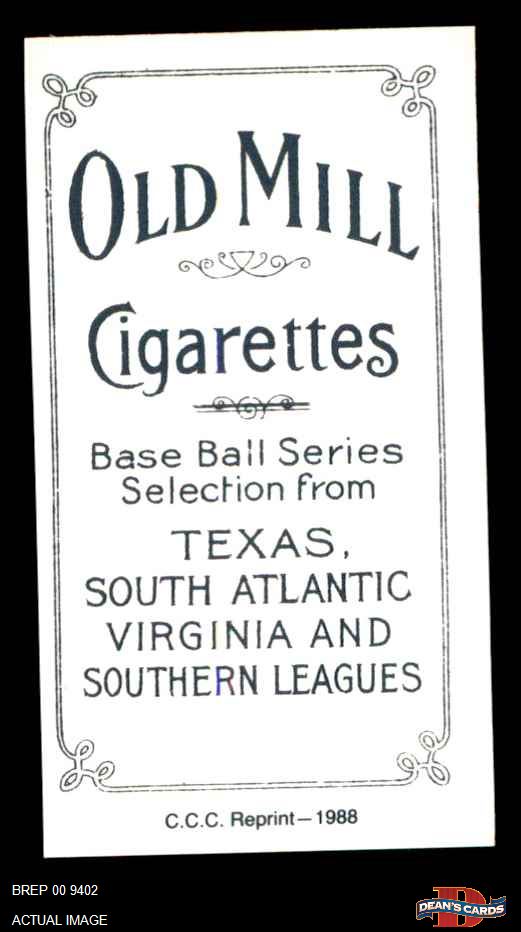 OLD MILL
Cigarettes
Base Ball Series
Selection from
TEXAS,
SOUTH ATLANTIC
VIRGINIA AND
SOUTHERN LEAGUES
C.C.C. Reprint—1988
BREP 00 9402
ACTUAL IMAGE
D
DEAN'S CARDS